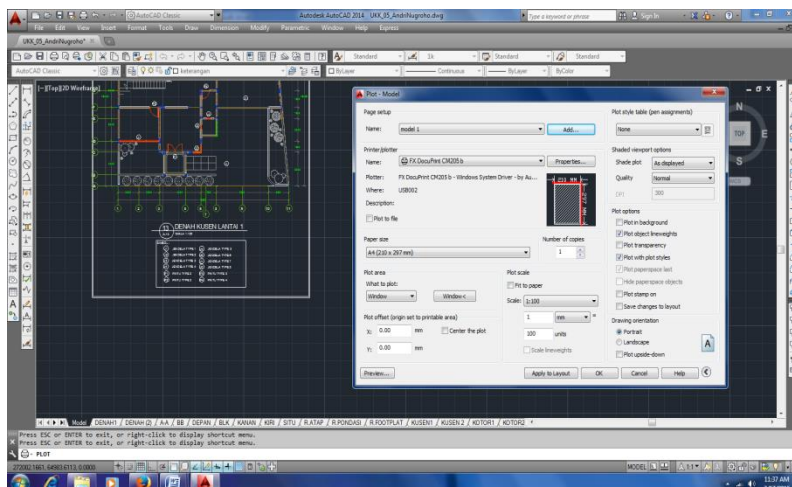 AutoCAD Classic
Autodesk AutoCAD 2014 UKK_05_AndriNugroho.dwg
Type a keyword or phrase
Sign In
File Edit View Insert Format Tools Draw Dimension Modify Parametric Window Help Express
UKK_05_AndriNugroho*
Standard
1k
Standard
Standard
AutoCAD Classic
keterangan
ByLayer
Continuous
ByLayer
ByColor
[-][Top][2D Wireframe]
DENAH KUSEN LANTAI 1
N
TOP
E
S
WCS
Plot - Model
Page setup
Name:
model 1
Add...
Printer/plotter
Name:
FX DocuPrint CM205 b
Properties...
Plotter:
FX DocuPrint CM205 b - Windows System Driver - by Au...
Where:
USB002
Description:
Plot to file
210 MM
297 MM
Paper size
A4 (210 x 297 mm)
Number of copies
1
Plot area
What to plot:
Window
Window<
Plot offset (origin set to printable area)
X:
0.00
mm
Center the plot
Y:
0.00
mm
Plot scale
Fit to paper
Scale:
1:100
1
mm
=
100
units
Scale lineweights
Plot style table (pen assignments)
None
Shaded viewport options
Shade plot
As displayed
Quality
Normal
DPI
300
Plot options
Plot in background
Plot object lineweights
Plot transparency
Plot with plot styles
Plot paperspace last
Hide paperspace objects
Plot stamp on
Save changes to layout
Drawing orientation
Portrait
Landscape
Plot upside-down
A
Preview...
Apply to Layout
OK
Cancel
Help
Model / DENAH1 / DENAH (2) / A-A / BB / DEPAN / BLK / KANAN / KIRI / SITU / R.ATAP / R.PONDASI / R.FOOTPLAT / KUSEN1 / KUSEN 2 / KOTOR1 / KOTOR2
Press ESC or ENTER to exit, or right-click to display shortcut menu.
Press ESC or ENTER to exit, or right-click to display shortcut menu.
PLOT
MODEL
A 1:1
11:37 AM